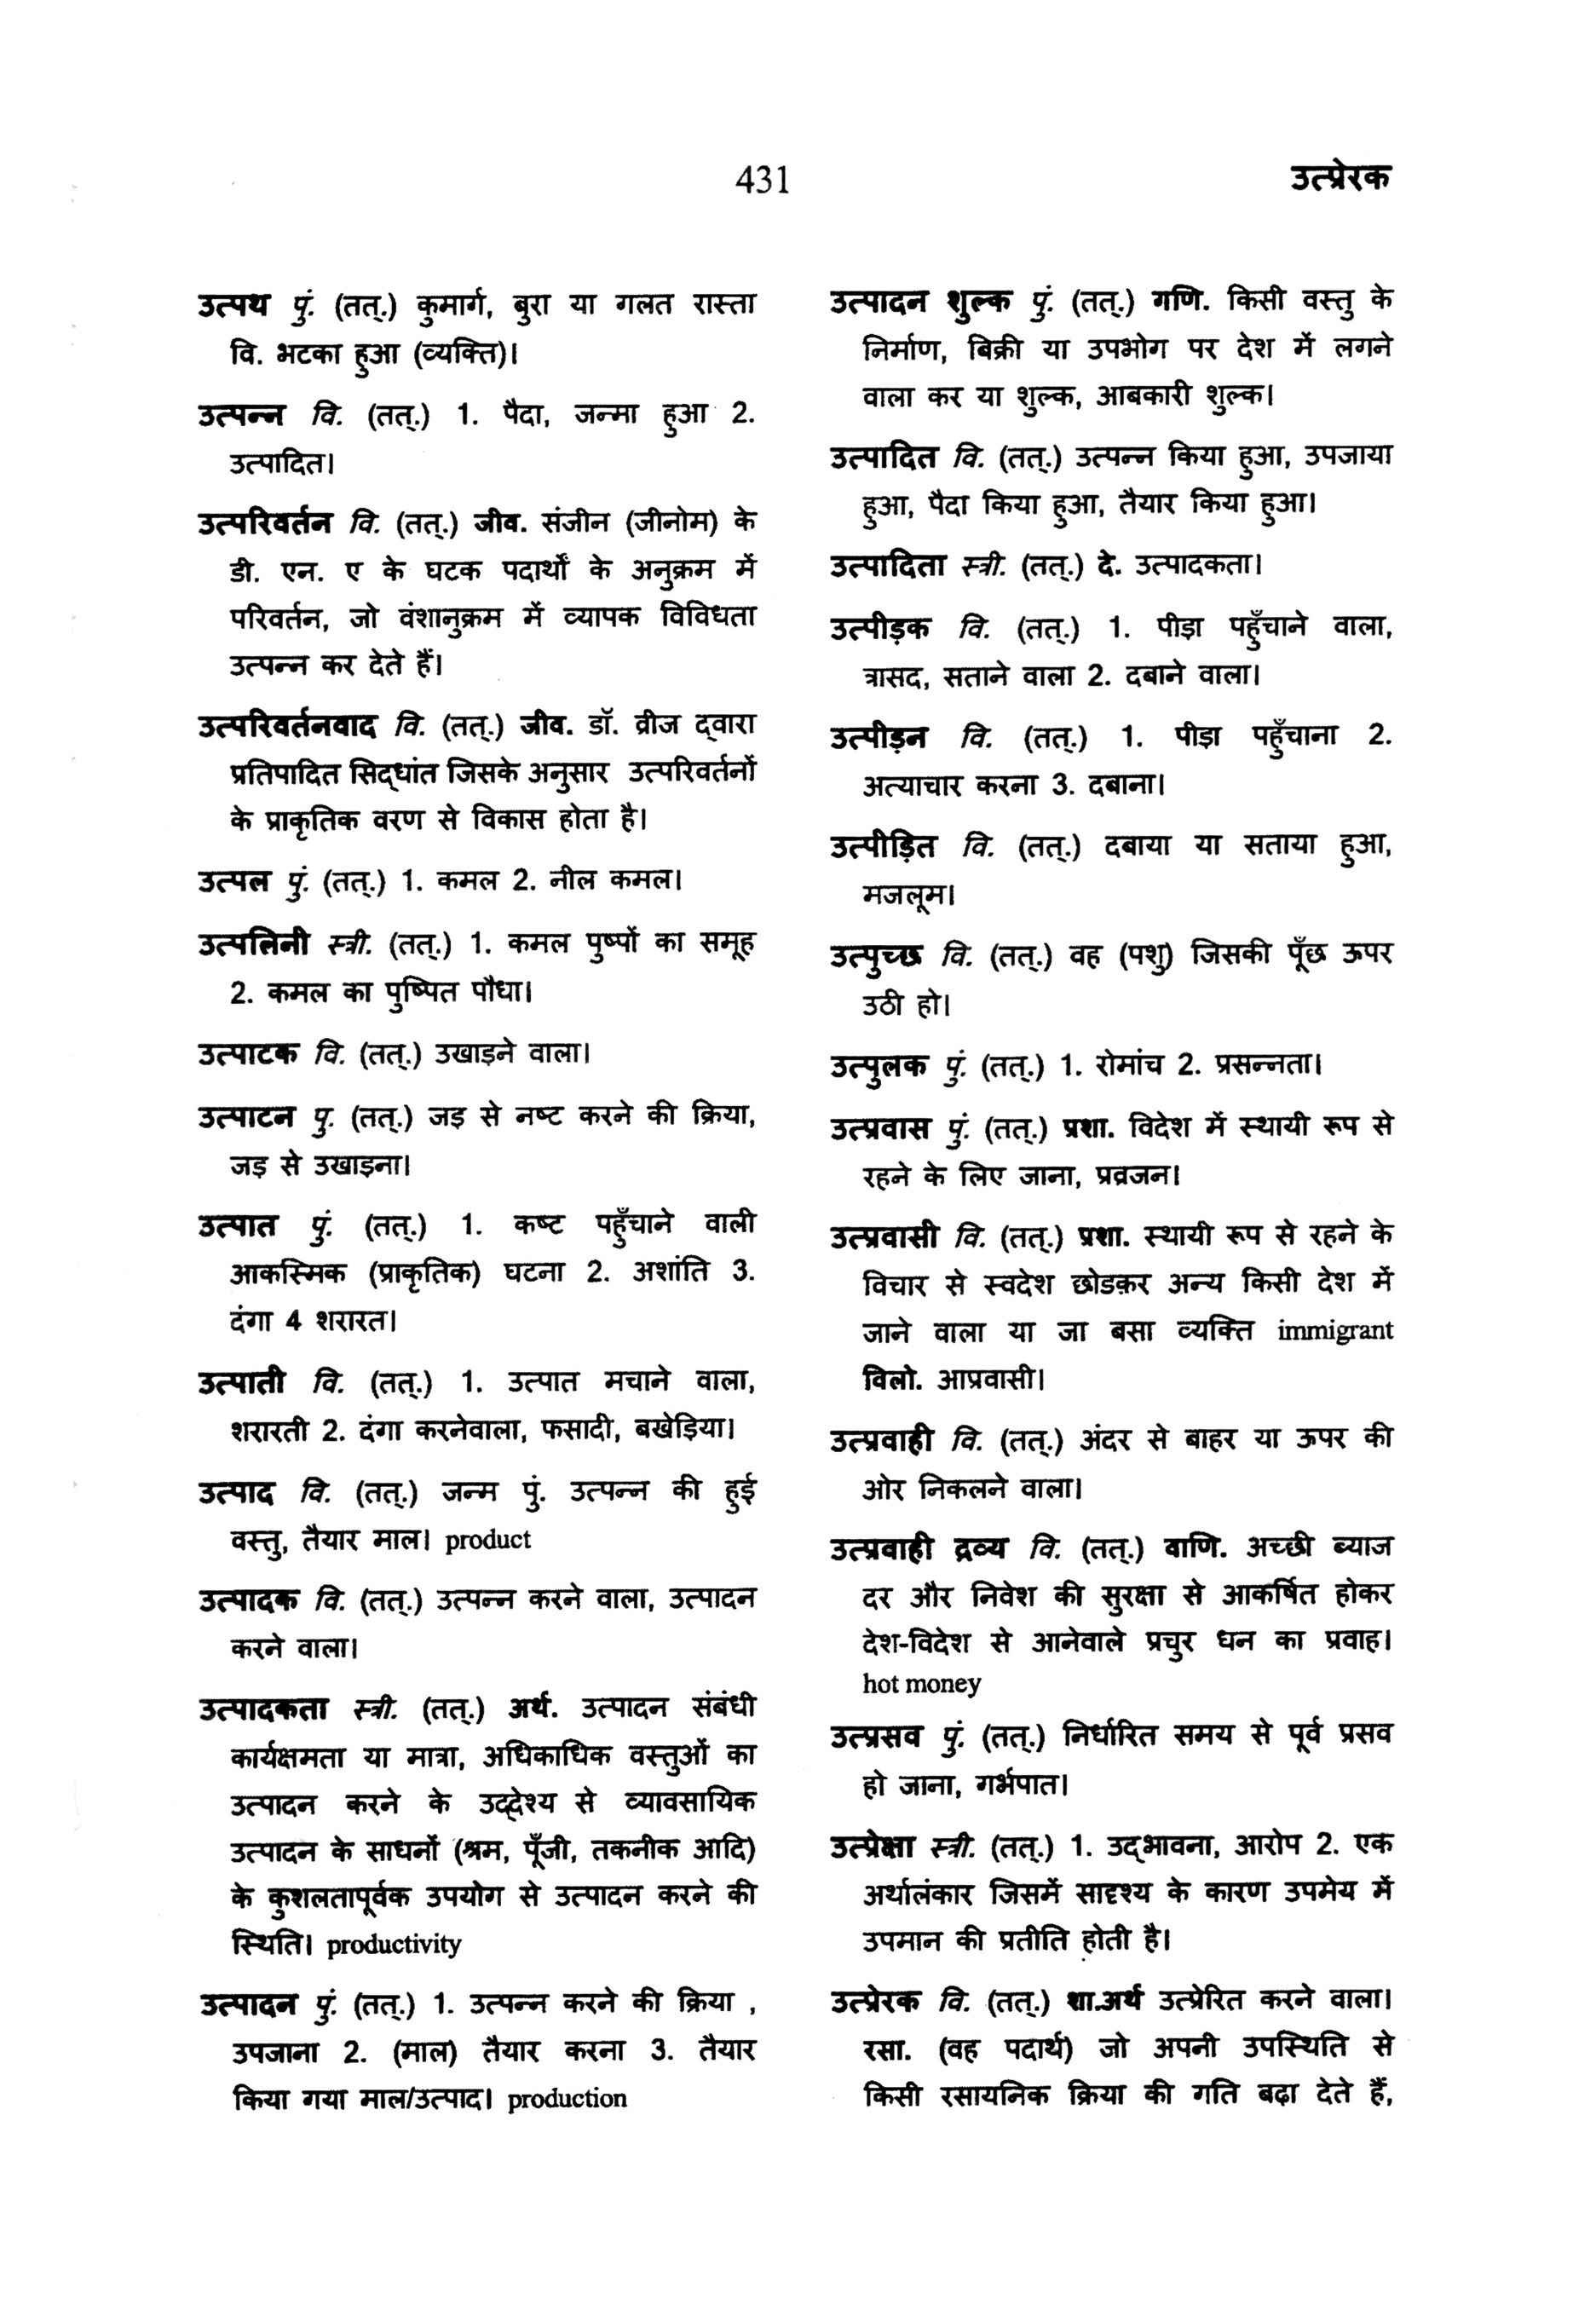 431
उत्प्रेरक
उत्पथ पुं. (तत्.) कुमार्ग, बुरा या गलत रास्ता
वि. भटका हुआ (व्यक्ति)।
उत्पन्न वि. (तत्.) 1. पैदा, जन्मा हुआ 2.
उत्पादित।
उत्परिवर्तन वि. (तत्.) जीव. संजीन (जीनोम) के
डी. एन. ए के घटक पदार्थों के अनुक्रम में
परिवर्तन, जो वंशानुक्रम में व्यापक विविधता
उत्पन्न कर देते हैं।
उत्परिवर्तनवाद वि. (तत्.) जीव. डॉ. व्रीज द्‍वारा
प्रतिपादित सिद्‍धांत जिसके अनुसार उत्परिवर्तनों
के प्राकृतिक वरण से विकास होता है।
उत्पल पुं. (तत्.) 1. कमल 2. नील कमल।
उत्पलिनी स्त्री. (तत्.) 1. कमल पुष्पों का समूह
2. कमल का पुष्पित पौधा।
उत्पाटक वि. (तत्.) उखाड़ने वाला।
उत्पाटन पु. (तत्.) जड़ से नष्ट करने की क्रिया,
जड़ से उखाड़ना।
उत्पात पुं. (तत्.) 1. कष्ट पहुँचाने वाली
आकस्मिक (प्राकृतिक) घटना 2. अशांति 3.
दंगा 4 शरारत।
उत्पाती वि. (तत्.) 1. उत्पात मचाने वाला,
शरारती 2. दंगा करनेवाला, फसादी, बखेड़िया।
उत्पाद वि. (तत्.) जन्म पुं. उत्पन्न की हुई
वस्तु, तैयार माल। product
उत्पादक वि. (तत्.) उत्पन्न करने वाला, उत्पादन
करने वाला।
उत्पादकता स्त्री. (तत्.) अर्थ. उत्पादन संबंधी
कार्यक्षमता या मात्रा, अधिकाधिक वस्तुओं का
उत्पादन करने के उद्‍देश्य से व्यावसायिक
उत्पादन के साधनों (श्रम, पूँजी, तकनीक आदि)
के कुशलतापूर्वक उपयोग से उत्पादन करने की
स्थिति। productivity
उत्पादन पुं. (तत्.) 1. उत्पन्न करने की क्रिया ,
उपजाना 2. (माल) तैयार करना 3. तैयार
किया गया माल/उत्पाद। production
उत्पादन शुल्क पुं. (तत्.) गणि. किसी वस्तु के
निर्माण, बिक्री या उपभोग पर देश में लगने
वाला कर या शुल्क, आबकारी शुल्क।
उत्पादित वि. (तत्.) उत्पन्न किया हुआ, उपजाया
हुआ, पैदा किया हुआ, तैयार किया हुआ।
उत्पादिता स्त्री. (तत्.) दे. उत्पादकता।
उत्पीड़क वि. (तत्.) 1. पीड़ा पहुँचाने वाला,
त्रासद, सताने वाला 2. दबाने वाला।
उत्पीड़न वि. (तत्.) 1. पीड़ा पहुँचाना 2.
अत्याचार करना 3. दबाना।
उत्पीड़ित वि. (तत्.) दबाया या सताया हुआ,
मजलूम।
उत्पुच्छ वि. (तत्.) वह (पशु) जिसकी पूँछ ऊपर
उठी हो।
उत्पुलक पुं. (तत्.) 1. रोमांच 2. प्रसन्नता।
उत्प्रवास पुं. (तत्.) प्रशा. विदेश में स्थायी रूप से
रहने के लिए जाना, प्रव्रजन।
उत्प्रवासी वि. (तत्.) प्रशा. स्थायी रूप से रहने के
विचार से स्वदेश छोडक़र अन्य किसी देश में
जाने वाला या जा बसा व्यक्ति immigrant
विलो. आप्रवासी।
उत्प्रवाही वि. (तत्.) अंदर से बाहर या ऊपर की
ओर निकलने वाला।
उत्प्रवाही द्रव्य वि. (तत्.) वाणि. अच्छी ब्याज
दर और निवेश की सुरक्षा से आकर्षित होकर
देश-विदेश से आनेवाले प्रचुर धन का प्रवाह।
hot money
उत्प्रसव पुं. (तत्.) निर्धारित समय से पूर्व प्रसव
हो जाना, गर्भपात।
उत्प्रेक्षा स्त्री. (तत्.) 1. उद्‍भावना, आरोप 2. एक
अर्थालंकार जिसमें सादृश्य के कारण उपमेय में
उपमान की प्रतीति होती है।
उत्प्रेरक वि. (तत्.) शा.अर्थ उत्प्रेरित करने वाला।
रसा. (वह पदार्थ) जो अपनी उपस्थिति से
किसी रसायनिक क्रिया की गति बढ़ा देते हैं,